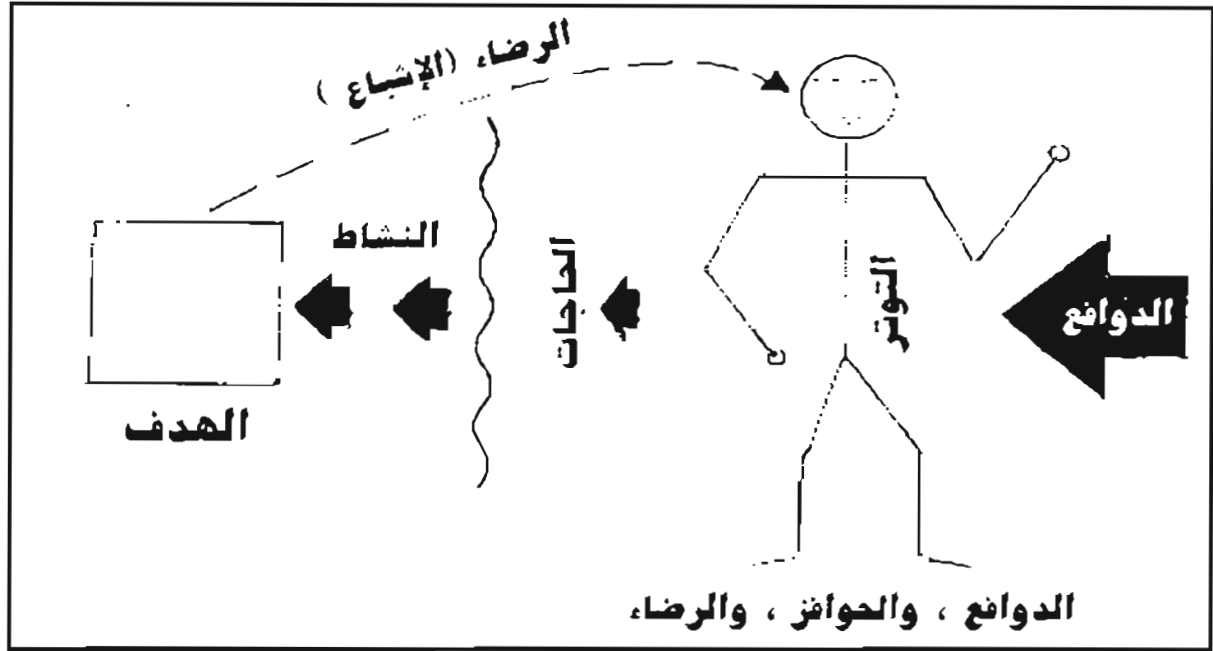 الرضاء (الإشباع )
الدوافع
التوتر
الحاجات
النشاط
الهدف
الدوافع ، والحوافز ، والرضاء